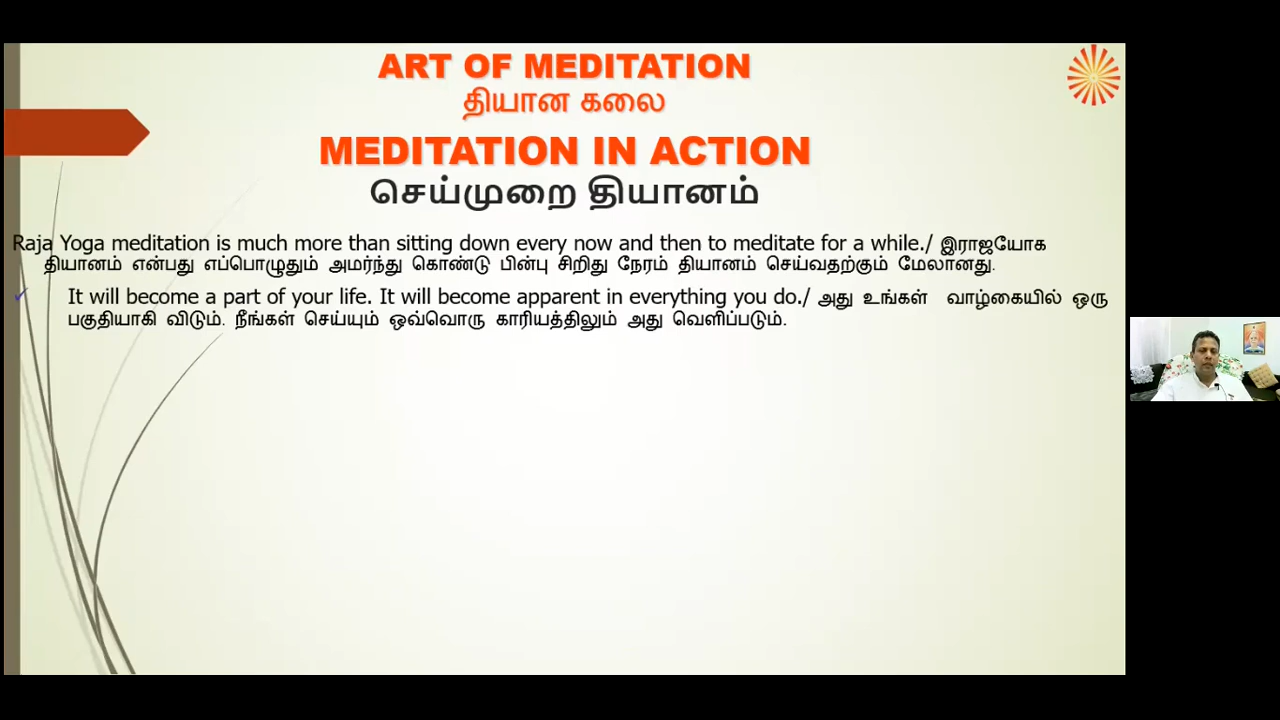 ART OF MEDITATION
தியான கலை
MEDITATION IN ACTION
செய்முறை தியானம்
Raja Yoga meditation is much more than sitting down every now and then to meditate for a while./ இராஜயோக
தியானம் என்பது எப்பொழுதும் அமர்ந்து கொண்டு பின்பு சிறிது நேரம் தியானம் செய்வதற்கும் மேலானது.
✓ It will become a part of your life. It will become apparent in everything you do./ அது உங்கள் வாழ்கையில் ஒரு
பகுதியாகி விடும். நீங்கள் செய்யும் ஒவ்வொரு காரியத்திலும் அது வெளிப்படும்.